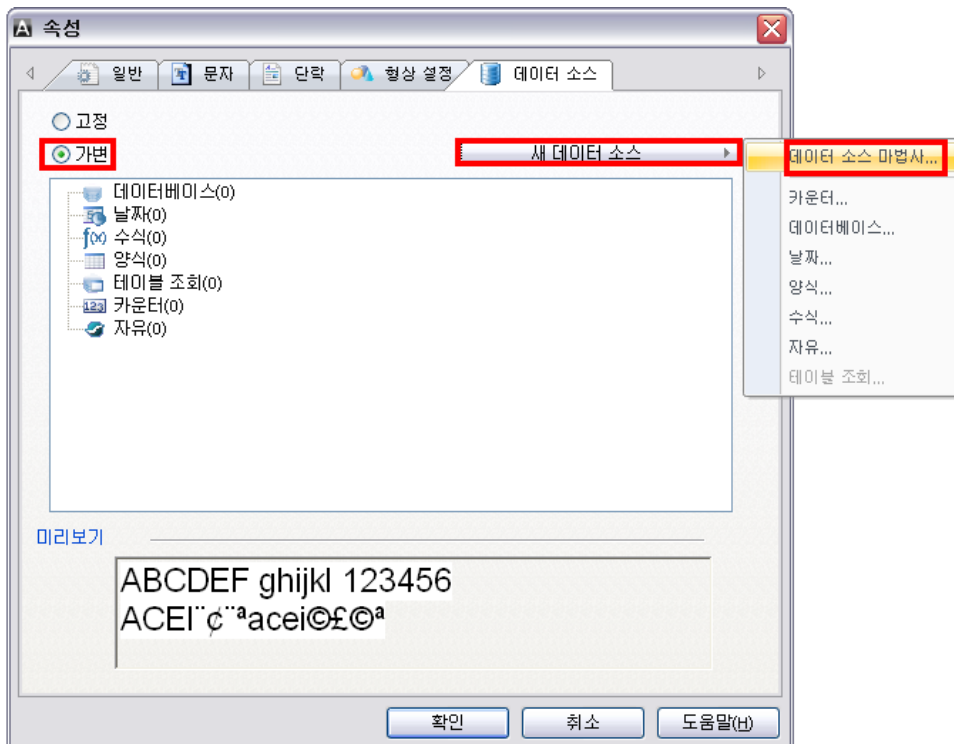 속성
일반 문자 단락 형상 설정 데이터 소스
고정
가변
새 데이터 소스
데이터 소스 마법사...
카운터...
데이터베이스...
날짜...
양식...
수식...
자유...
테이블 조회...
데이터베이스(0)
날짜(0)
f(x) 수식(0)
양식(0)
테이블 조회(0)
123 카운터(0)
자유(0)
미리보기
ABCDEF ghijkl 123456
ACEI¨¢¨ªacei©£©ª
확인 취소 도움말(H)